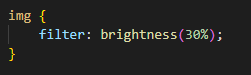 img {
    filter: brightness(30%);
}